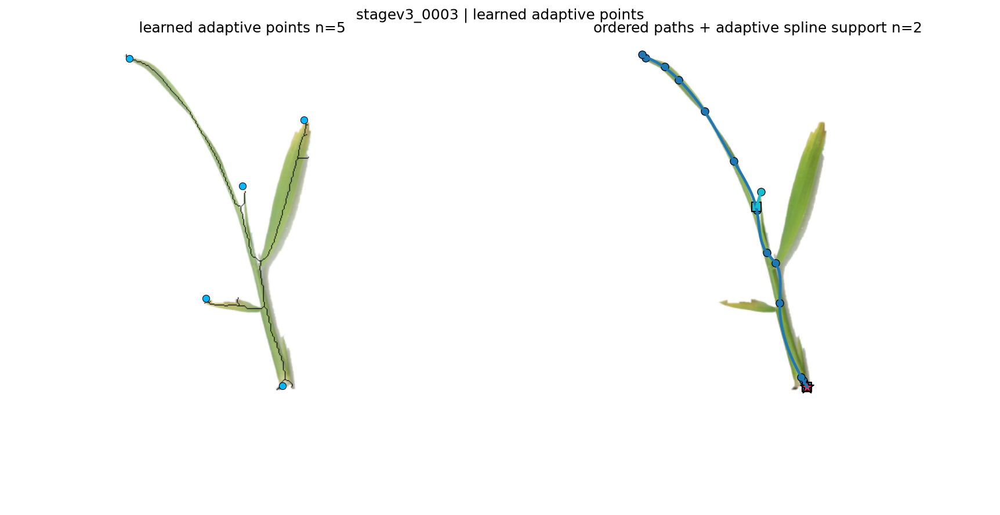 stagev3_0003 | learned adaptive points
learned adaptive points n=5
ordered paths + adaptive spline support n=2